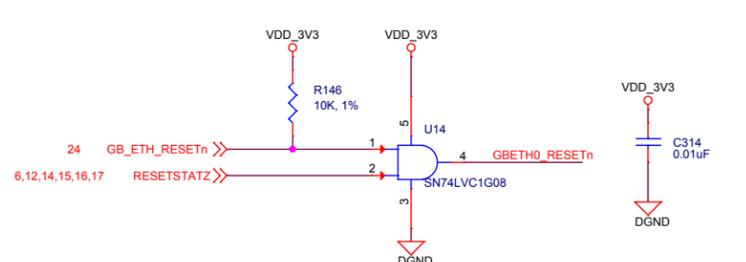 VDD_3V3
VDD_3V3
VDD_3V3
R146
10K, 1%
5
U14
C314
0.01uF
24 GB_ETH_RESETn
1
4
GBETH0_RESETn
6,12,14,15,16,17 RESETSTATZ
2
SN74LVC1G08
3
DGND
DGND